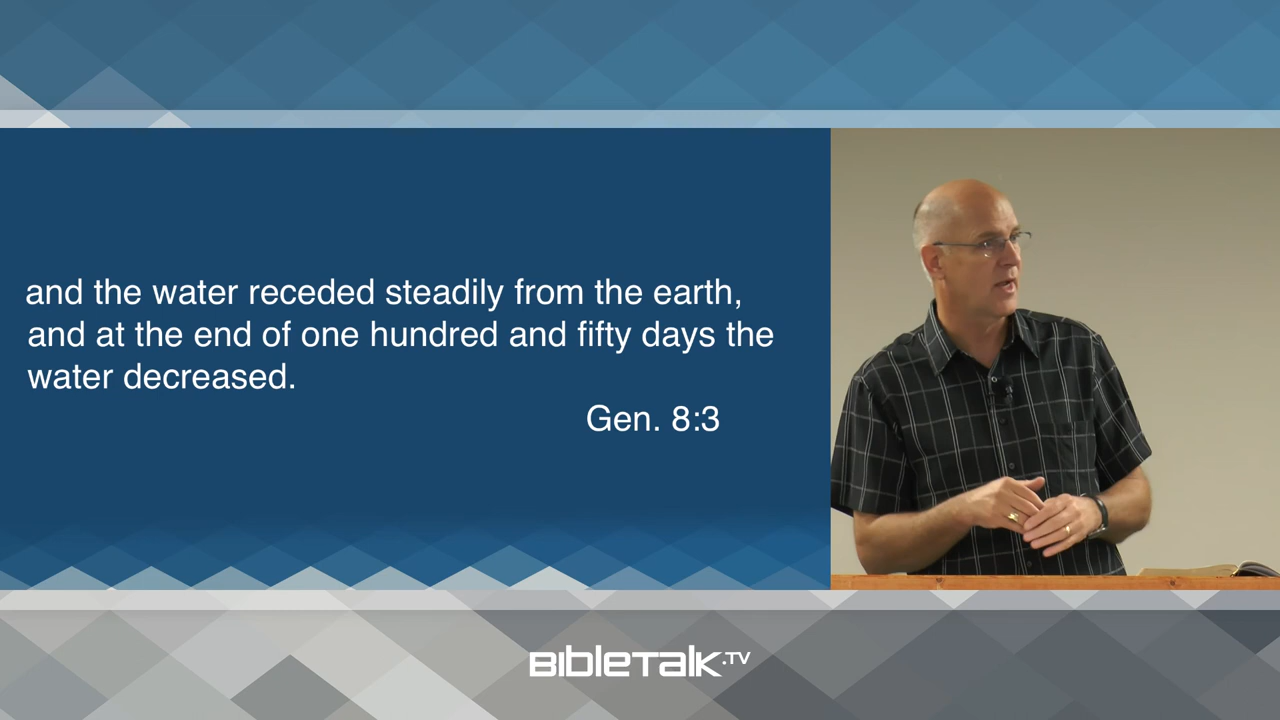 and the water receded steadily from the earth,
and at the end of one hundred and fifty days the
water decreased.
Gen. 8:3
BIBLETALK.TV